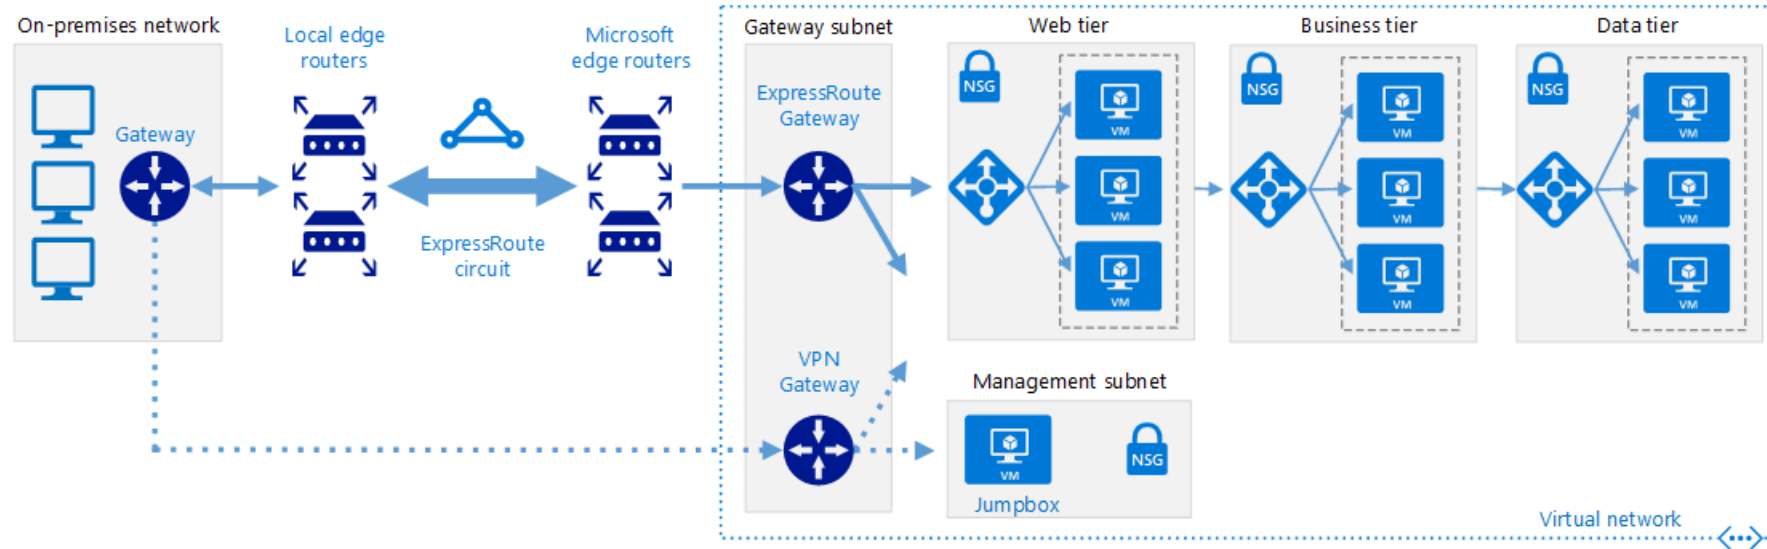 On-premises network
Gateway
Local edge
routers
ExpressRoute
circuit
Microsoft
edge routers
Gateway subnet
ExpressRoute
Gateway
VPN
Gateway
Web tier
NSG
VM
VM
VM
Business tier
NSG
VM
VM
VM
Data tier
NSG
VM
VM
VM
Management subnet
VM
NSG
Jumpbox
Virtual network